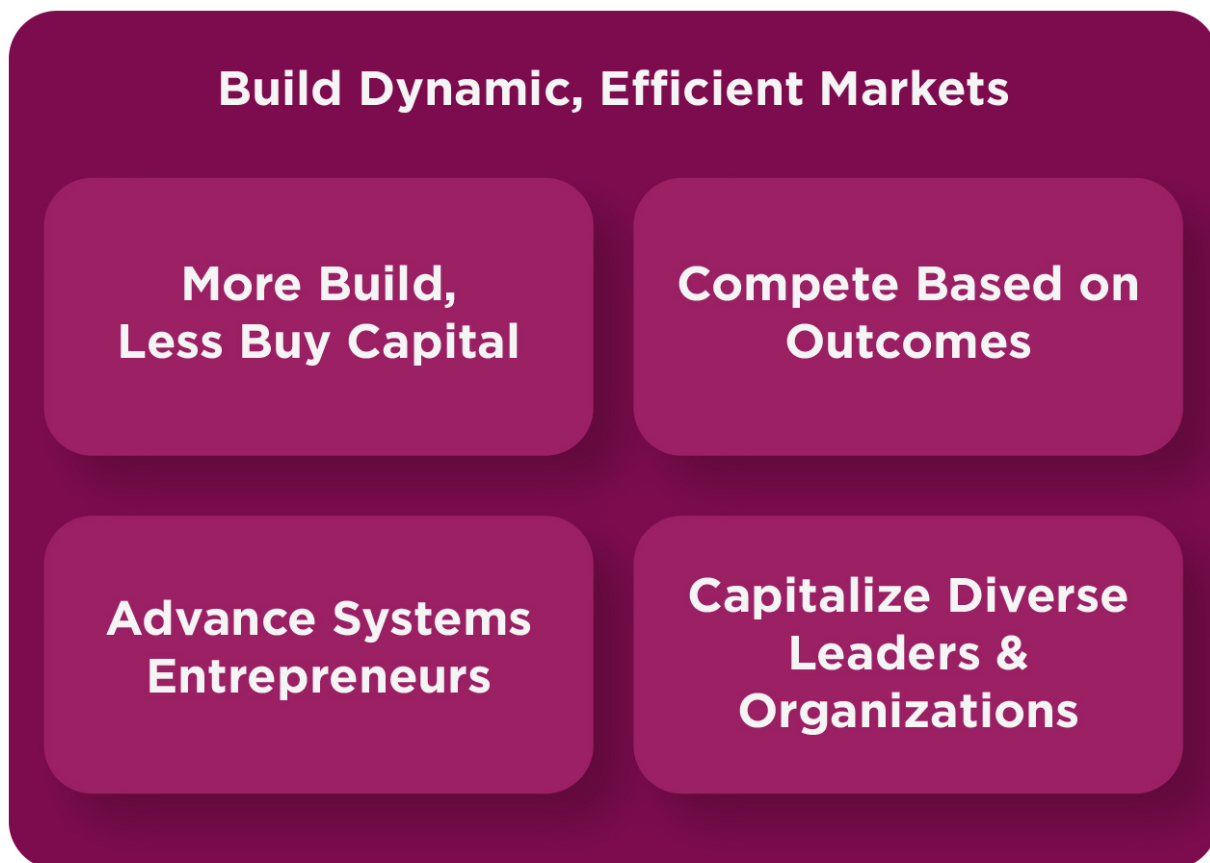 Build Dynamic, Efficient Markets
More Build,
Less Buy Capital
Compete Based on
Outcomes
Advance Systems
Entrepreneurs
Capitalize Diverse
Leaders &
Organizations